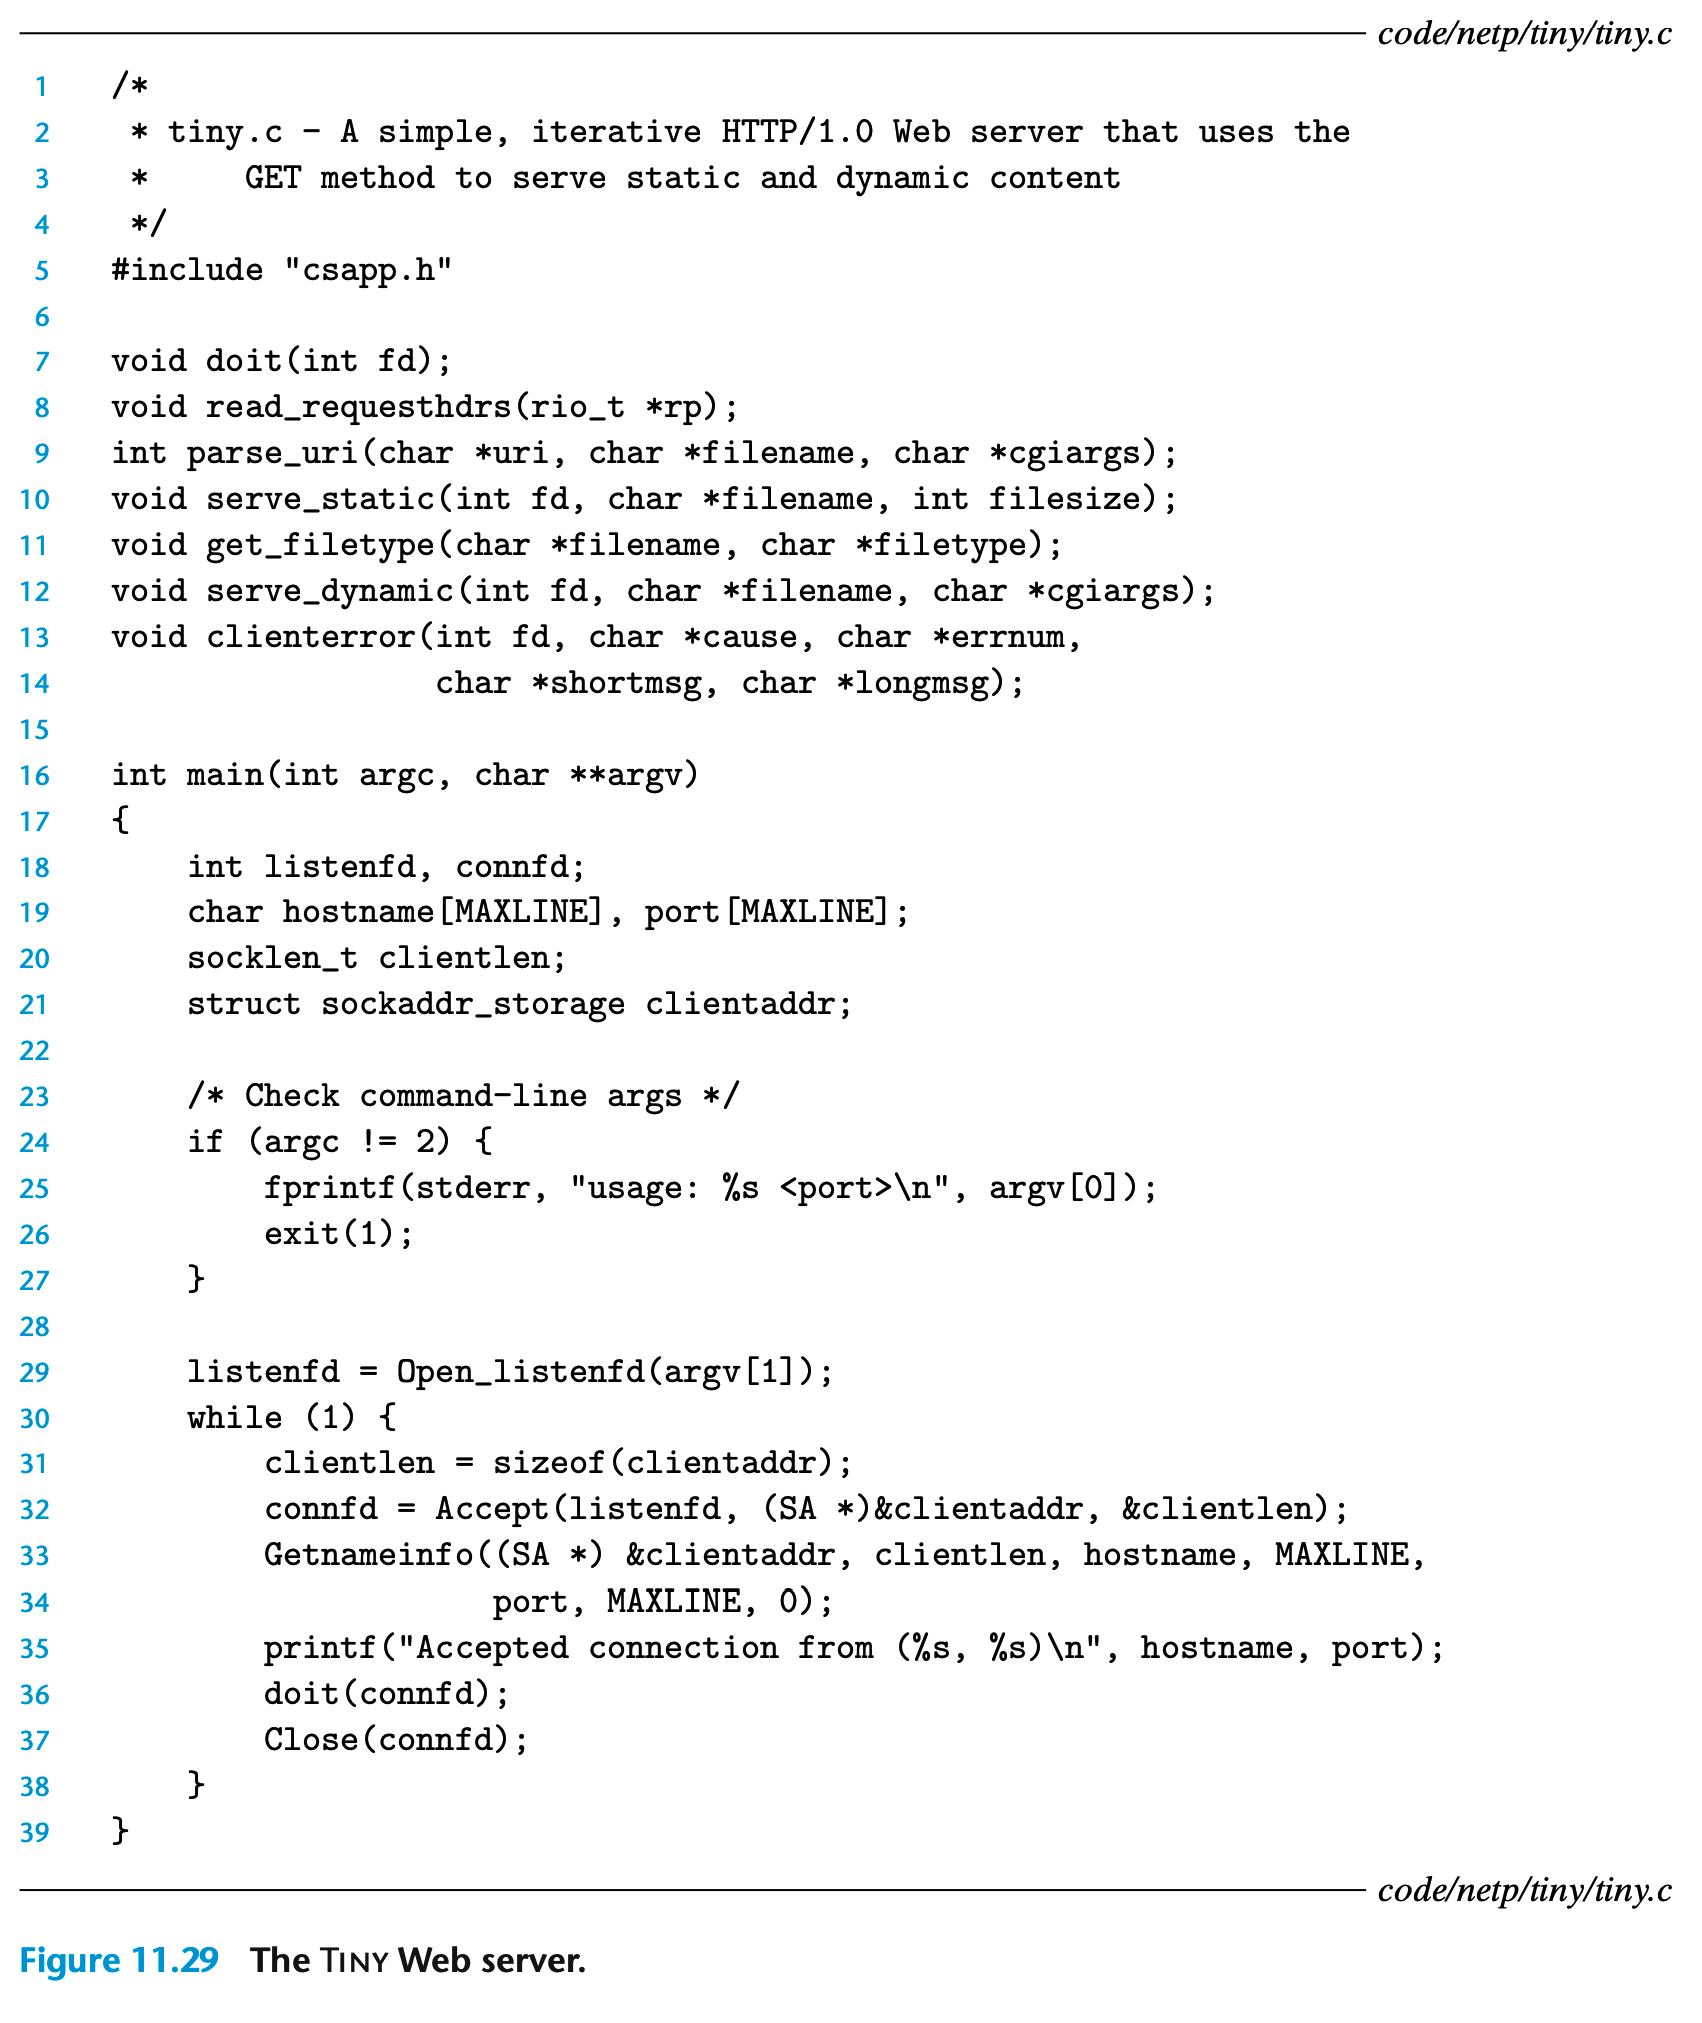 code/netp/tiny/tiny.c
1 /*
2  * tiny.c - A simple, iterative HTTP/1.0 Web server that uses the
3  *     GET method to serve static and dynamic content
4  */
5 #include "csapp.h"
6
7 void doit(int fd);
8 void read_requesthdrs(rio_t *rp);
9 int parse_uri(char *uri, char *filename, char *cgiargs);
10 void serve_static(int fd, char *filename, int filesize);
11 void get_filetype(char *filename, char *filetype);
12 void serve_dynamic(int fd, char *filename, char *cgiargs);
13 void clienterror(int fd, char *cause, char *errnum,
14                  char *shortmsg, char *longmsg);
15
16 int main(int argc, char **argv)
17 {
18     int listenfd, connfd;
19     char hostname[MAXLINE], port[MAXLINE];
20     socklen_t clientlen;
21     struct sockaddr_storage clientaddr;
22
23     /* Check command-line args */
24     if (argc != 2) {
25         fprintf(stderr, "usage: %s <port>\n", argv[0]);
26         exit(1);
27     }
28
29     listenfd = Open_listenfd(argv[1]);
30     while (1) {
31         clientlen = sizeof(clientaddr);
32         connfd = Accept(listenfd, (SA *)&clientaddr, &clientlen);
33         Getnameinfo((SA *) &clientaddr, clientlen, hostname, MAXLINE,
34                     port, MAXLINE, 0);
35         printf("Accepted connection from (%s, %s)\n", hostname, port);
36         doit(connfd);
37         Close(connfd);
38     }
39 }
code/netp/tiny/tiny.c
Figure 11.29 The TINY Web server.